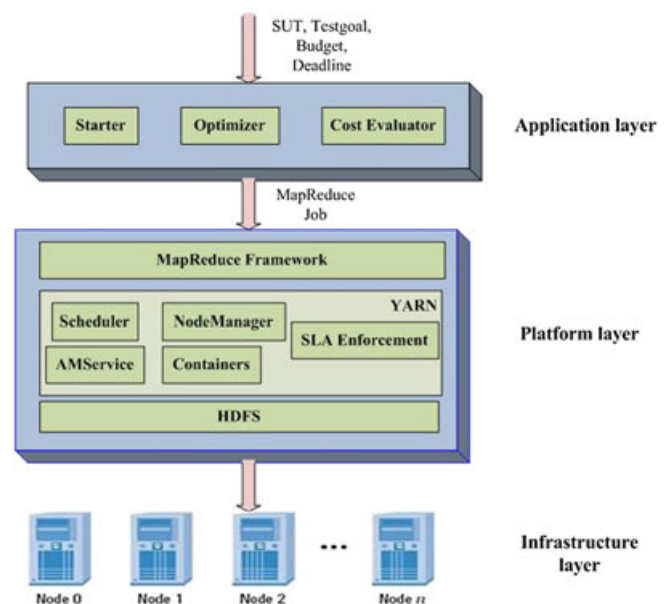 SUT, Testgoal,
Budget,
Deadline
Starter
Optimizer
Cost Evaluator
Application layer
MapReduce
Job
MapReduce Framework
YARN
Scheduler
NodeManager
SLA Enforcement
AMService
Containers
Platform layer
HDFS
...
Infrastructure
layer
Node 0
Node 1
Node 2
Node n